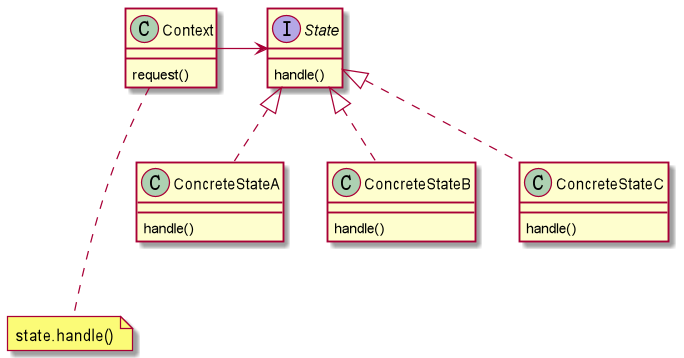 C Context
I State
request()
handle()
C ConcreteStateA
C ConcreteStateB
C ConcreteStateC
handle()
handle()
handle()
state.handle()